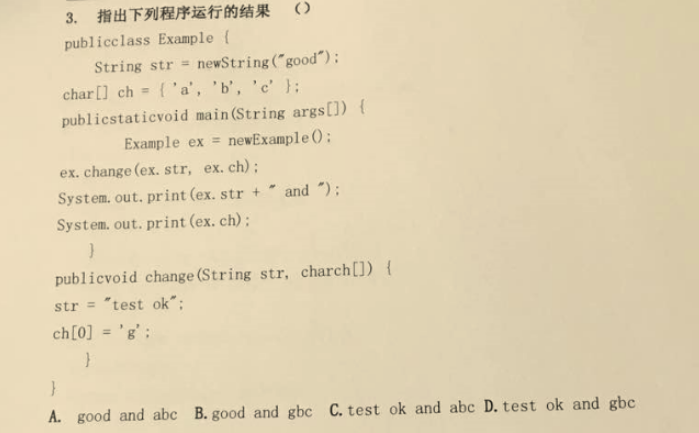 3. 指出下列程序运行的结果 （）
publicclass Example {
String str = newString("good");
char[] ch = { 'a', 'b', 'c' };
publicstaticvoid main(String args[]) {
Example ex = newExample();
ex.change(ex.str, ex.ch);
System.out.print(ex.str + " and ");
System.out.print(ex.ch);
}
publicvoid change(String str, charch[]) {
str = "test ok";
ch[0] = 'g';
}
}
A. good and abc B. good and gbc C. test ok and abc D. test ok and gbc